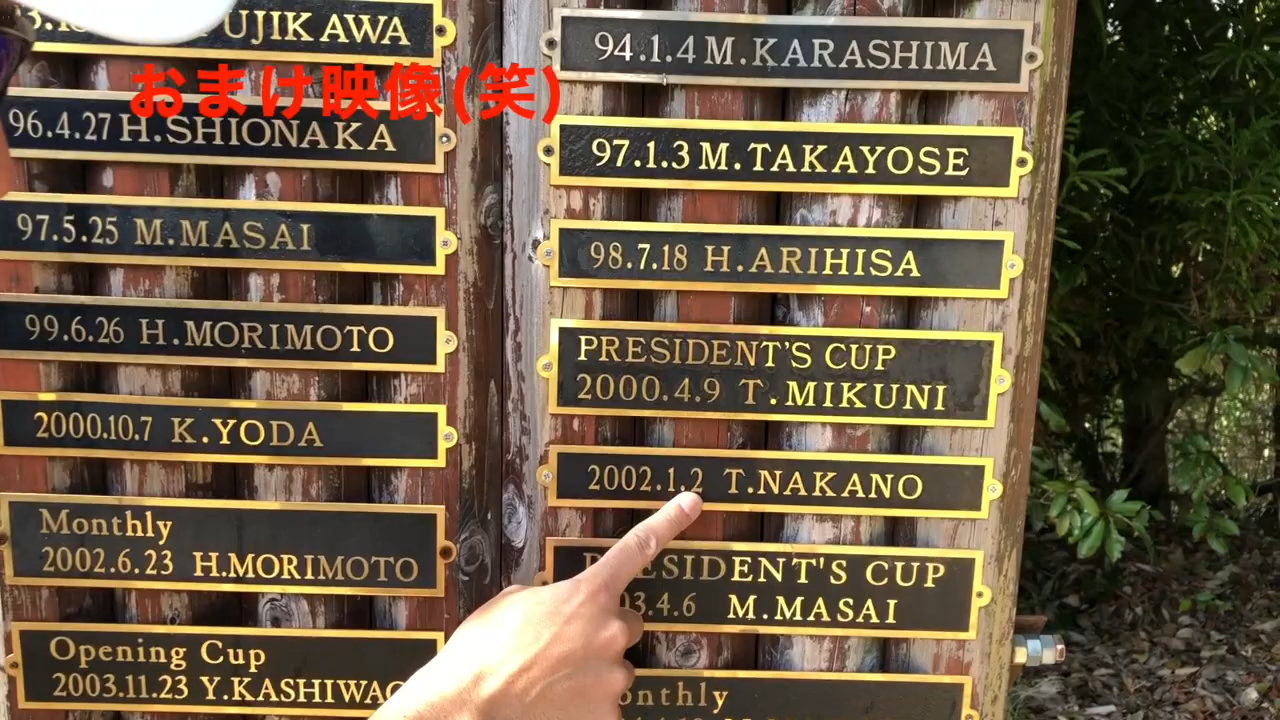 UJIKAWA
おまけ映像(笑)
96.4.27 H.SHIONAKA
97.5.25 M.MASAI
99.6.26 H.MORIMOTO
2000.10.7 K.YODA
Monthly
2002.6.23 H.MORIMOTO
Opening Cup
2003.11.23 Y.KASHIWA
94.1.4 M.KARASHIMA
97.1.3 M.TAKAYOSE
98.7.18 H.ARIHISA
PRESIDENT'S CUP
2000.4.9 T.MIKUNI
2002.1.2 T.NAKANO
PRESIDENT'S CUP
03.4.6 M.MASAI
onthly